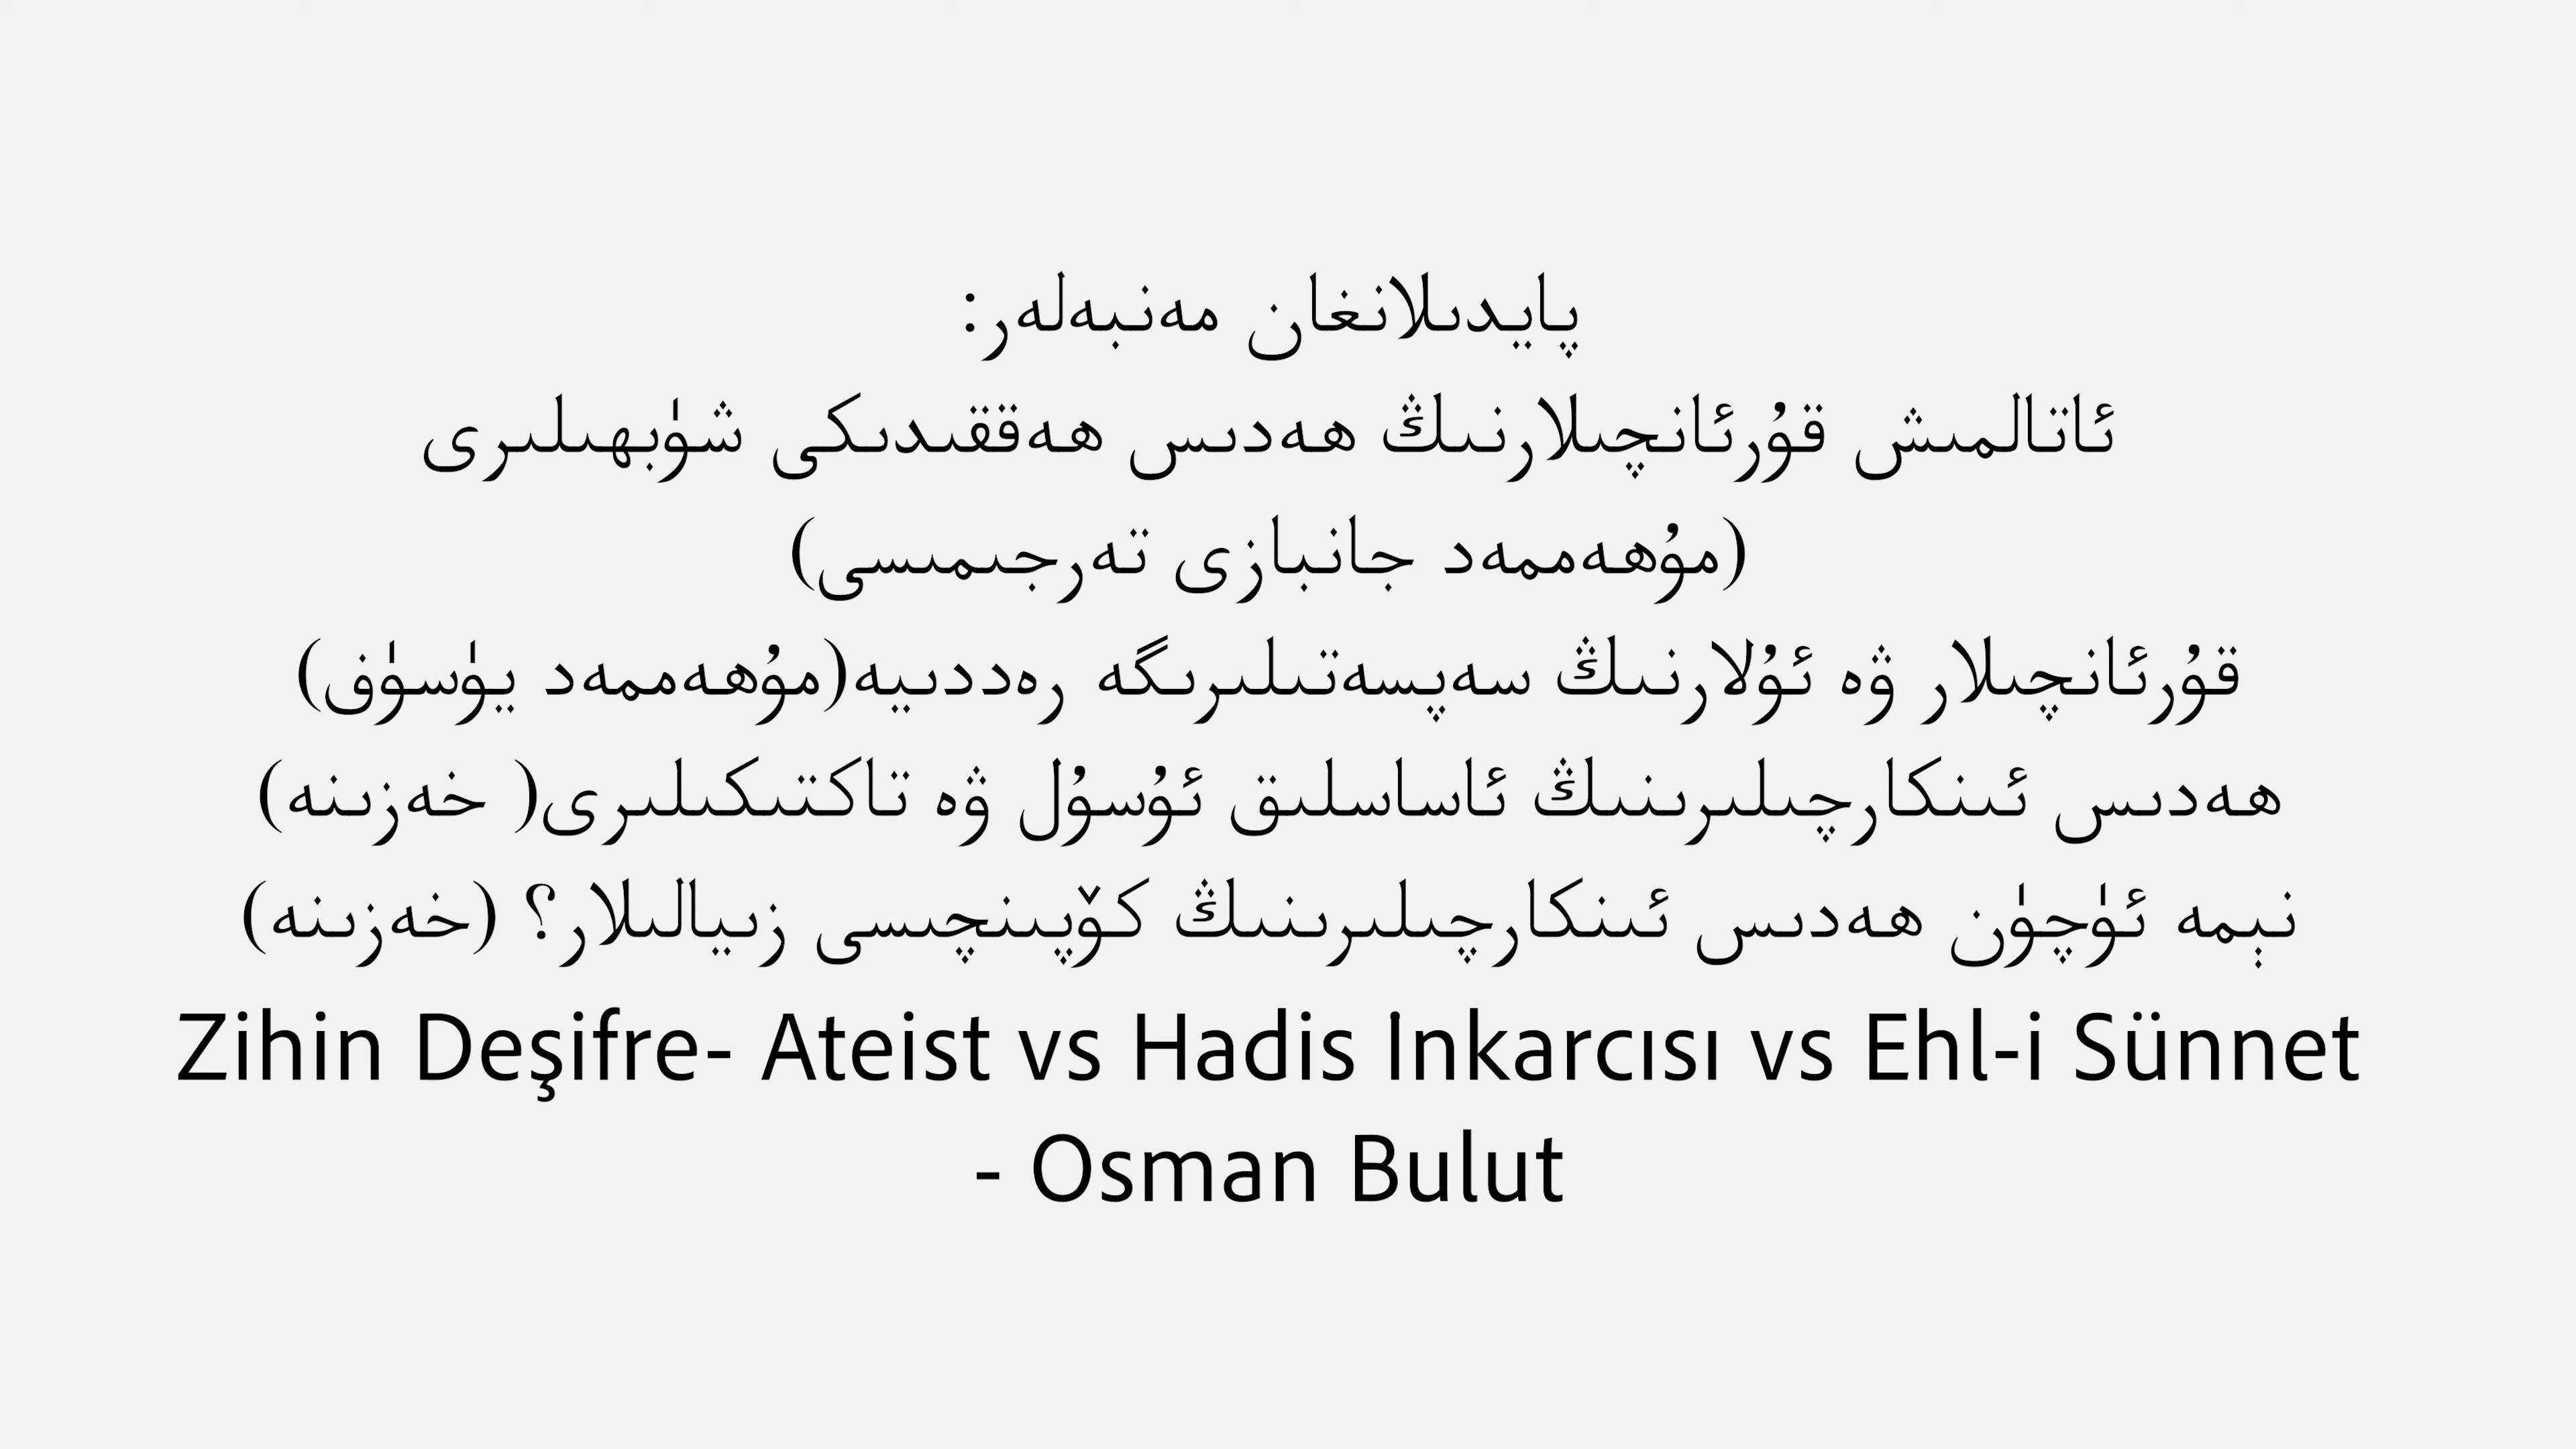 پايدىلانغان مەنبەلەر:
ئاتالمىش قۇرئانچىلارنىڭ ھەدىس ھەققىدىكى شۈبھىلىرى
(مۇھەممەد جانبازى تەرجىمىسى)
قۇرئانچىلار ۋە ئۇلارنىڭ سەپسەتىلىرىگە رەددىيە(مۇھەممەد يۈسۈف)
ھەدىس ئىنكارچىلىرىنىڭ ئاساسلىق ئۇسۇل ۋە تاكتىكىلىرى( خەزىنە)
نېمە ئۈچۈن ھەدىس ئىنكارچىلىرىنىڭ كۆپىنچىسى زىيالىلار؟ (خەزىنە)
Zihin Deşifre- Ateist vs Hadis Inkarcısı vs Ehl-i Sünnet
- Osman Bulut